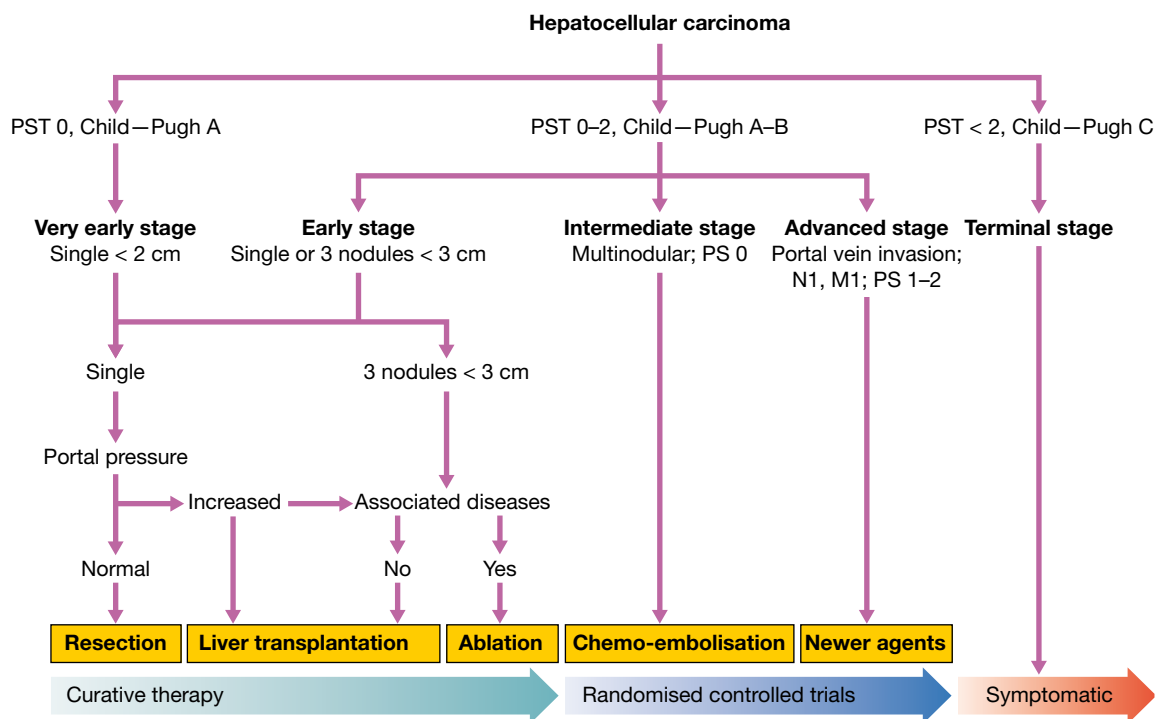 Hepatocellular carcinoma
PST 0, Child—Pugh A
PST 0–2, Child—Pugh A–B
PST < 2, Child—Pugh C
Very early stage
Single < 2 cm
Early stage
Single or 3 nodules < 3 cm
Intermediate stage
Multinodular; PS 0
Advanced stage
Portal vein invasion;
N1, M1; PS 1–2
Terminal stage
Single
3 nodules < 3 cm
Portal pressure
Increased
Associated diseases
Normal
No
Yes
Resection
Liver transplantation
Ablation
Chemo-embolisation
Newer agents
Curative therapy
Randomised controlled trials
Symptomatic